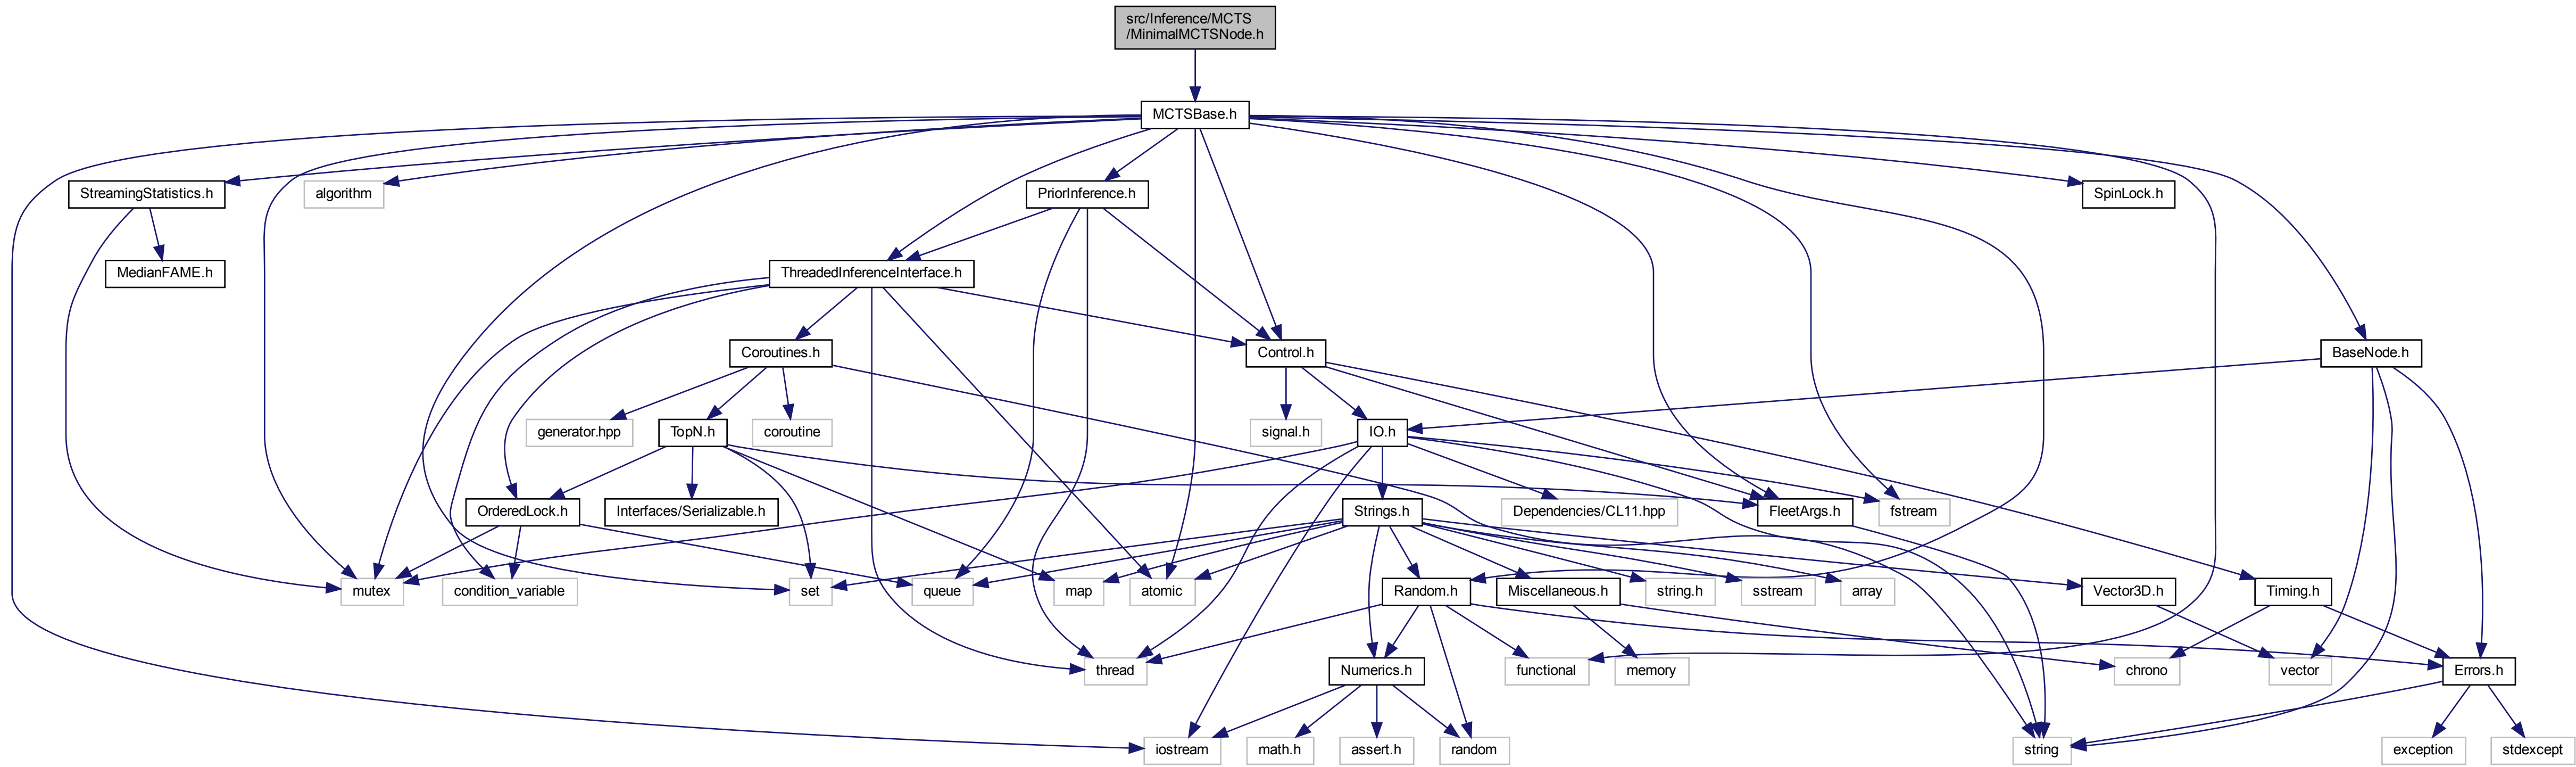 src/Inference/MCTS
/MinimalMCTSNode.h
MCTSBase.h
StreamingStatistics.h
algorithm
PriorInference.h
SpinLock.h
MedianFAME.h
ThreadedInferenceInterface.h
Coroutines.h
Control.h
BaseNode.h
generator.hpp
TopN.h
coroutine
signal.h
IO.h
OrderedLock.h
Interfaces/Serializable.h
Strings.h
Dependencies/CL11.hpp
FleetArgs.h
fstream
mutex
condition_variable
set
queue
map
atomic
Random.h
Miscellaneous.h
string.h
sstream
array
Vector3D.h
Timing.h
thread
Numerics.h
functional
memory
chrono
vector
Errors.h
iostream
math.h
assert.h
random
string
exception
stdexcept